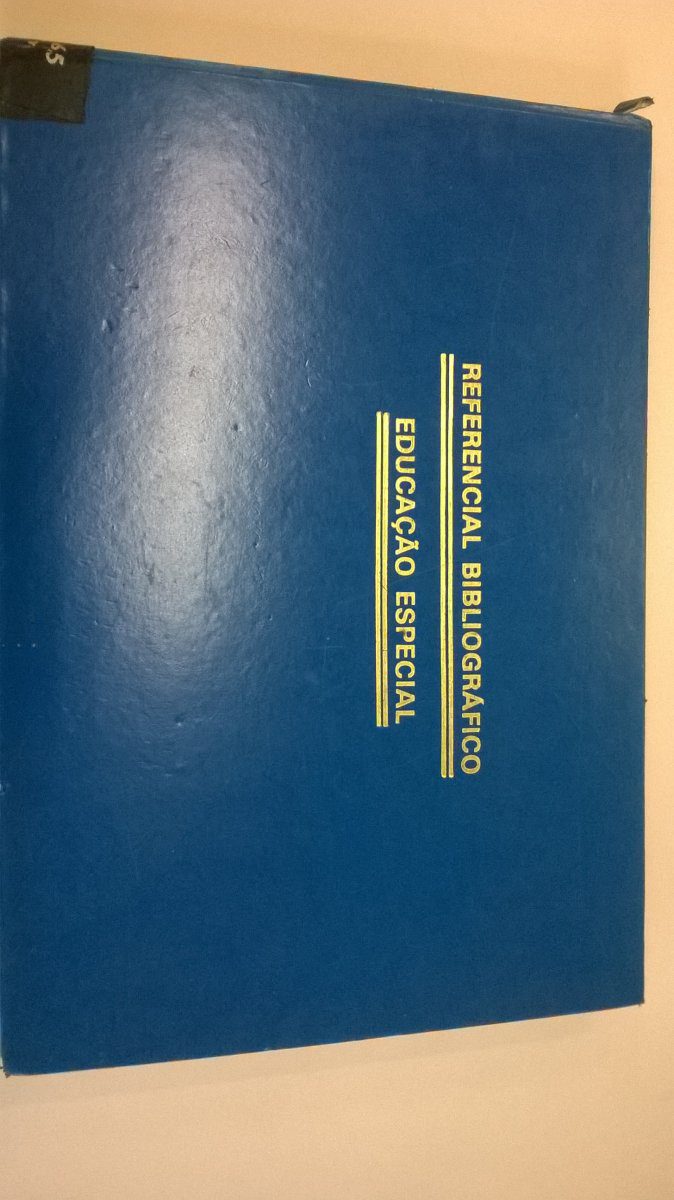 REFERENCIAL BIBLIOGRÁFICO
EDUCAÇÃO ESPECIAL